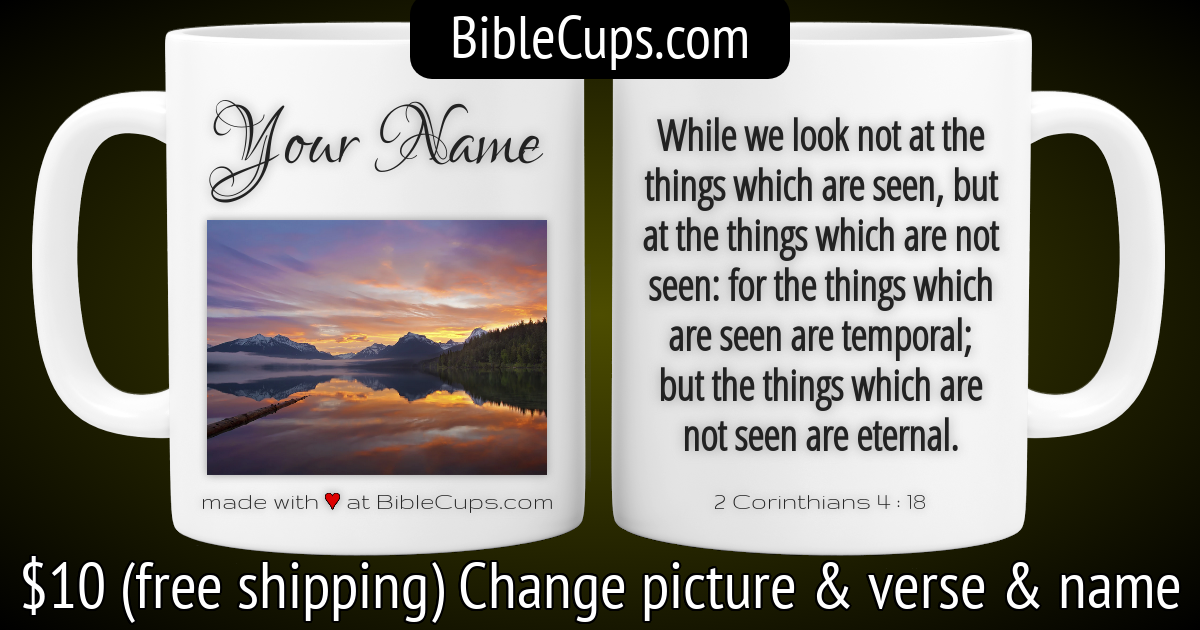 BibleCups.com
Your Name
made with ♥ at BibleCups.com
While we look not at the
things which are seen, but
at the things which are not
seen: for the things which
are seen are temporal;
but the things which are
not seen are eternal.
2 Corinthians 4 : 18
$10 (free shipping) Change picture & verse & name